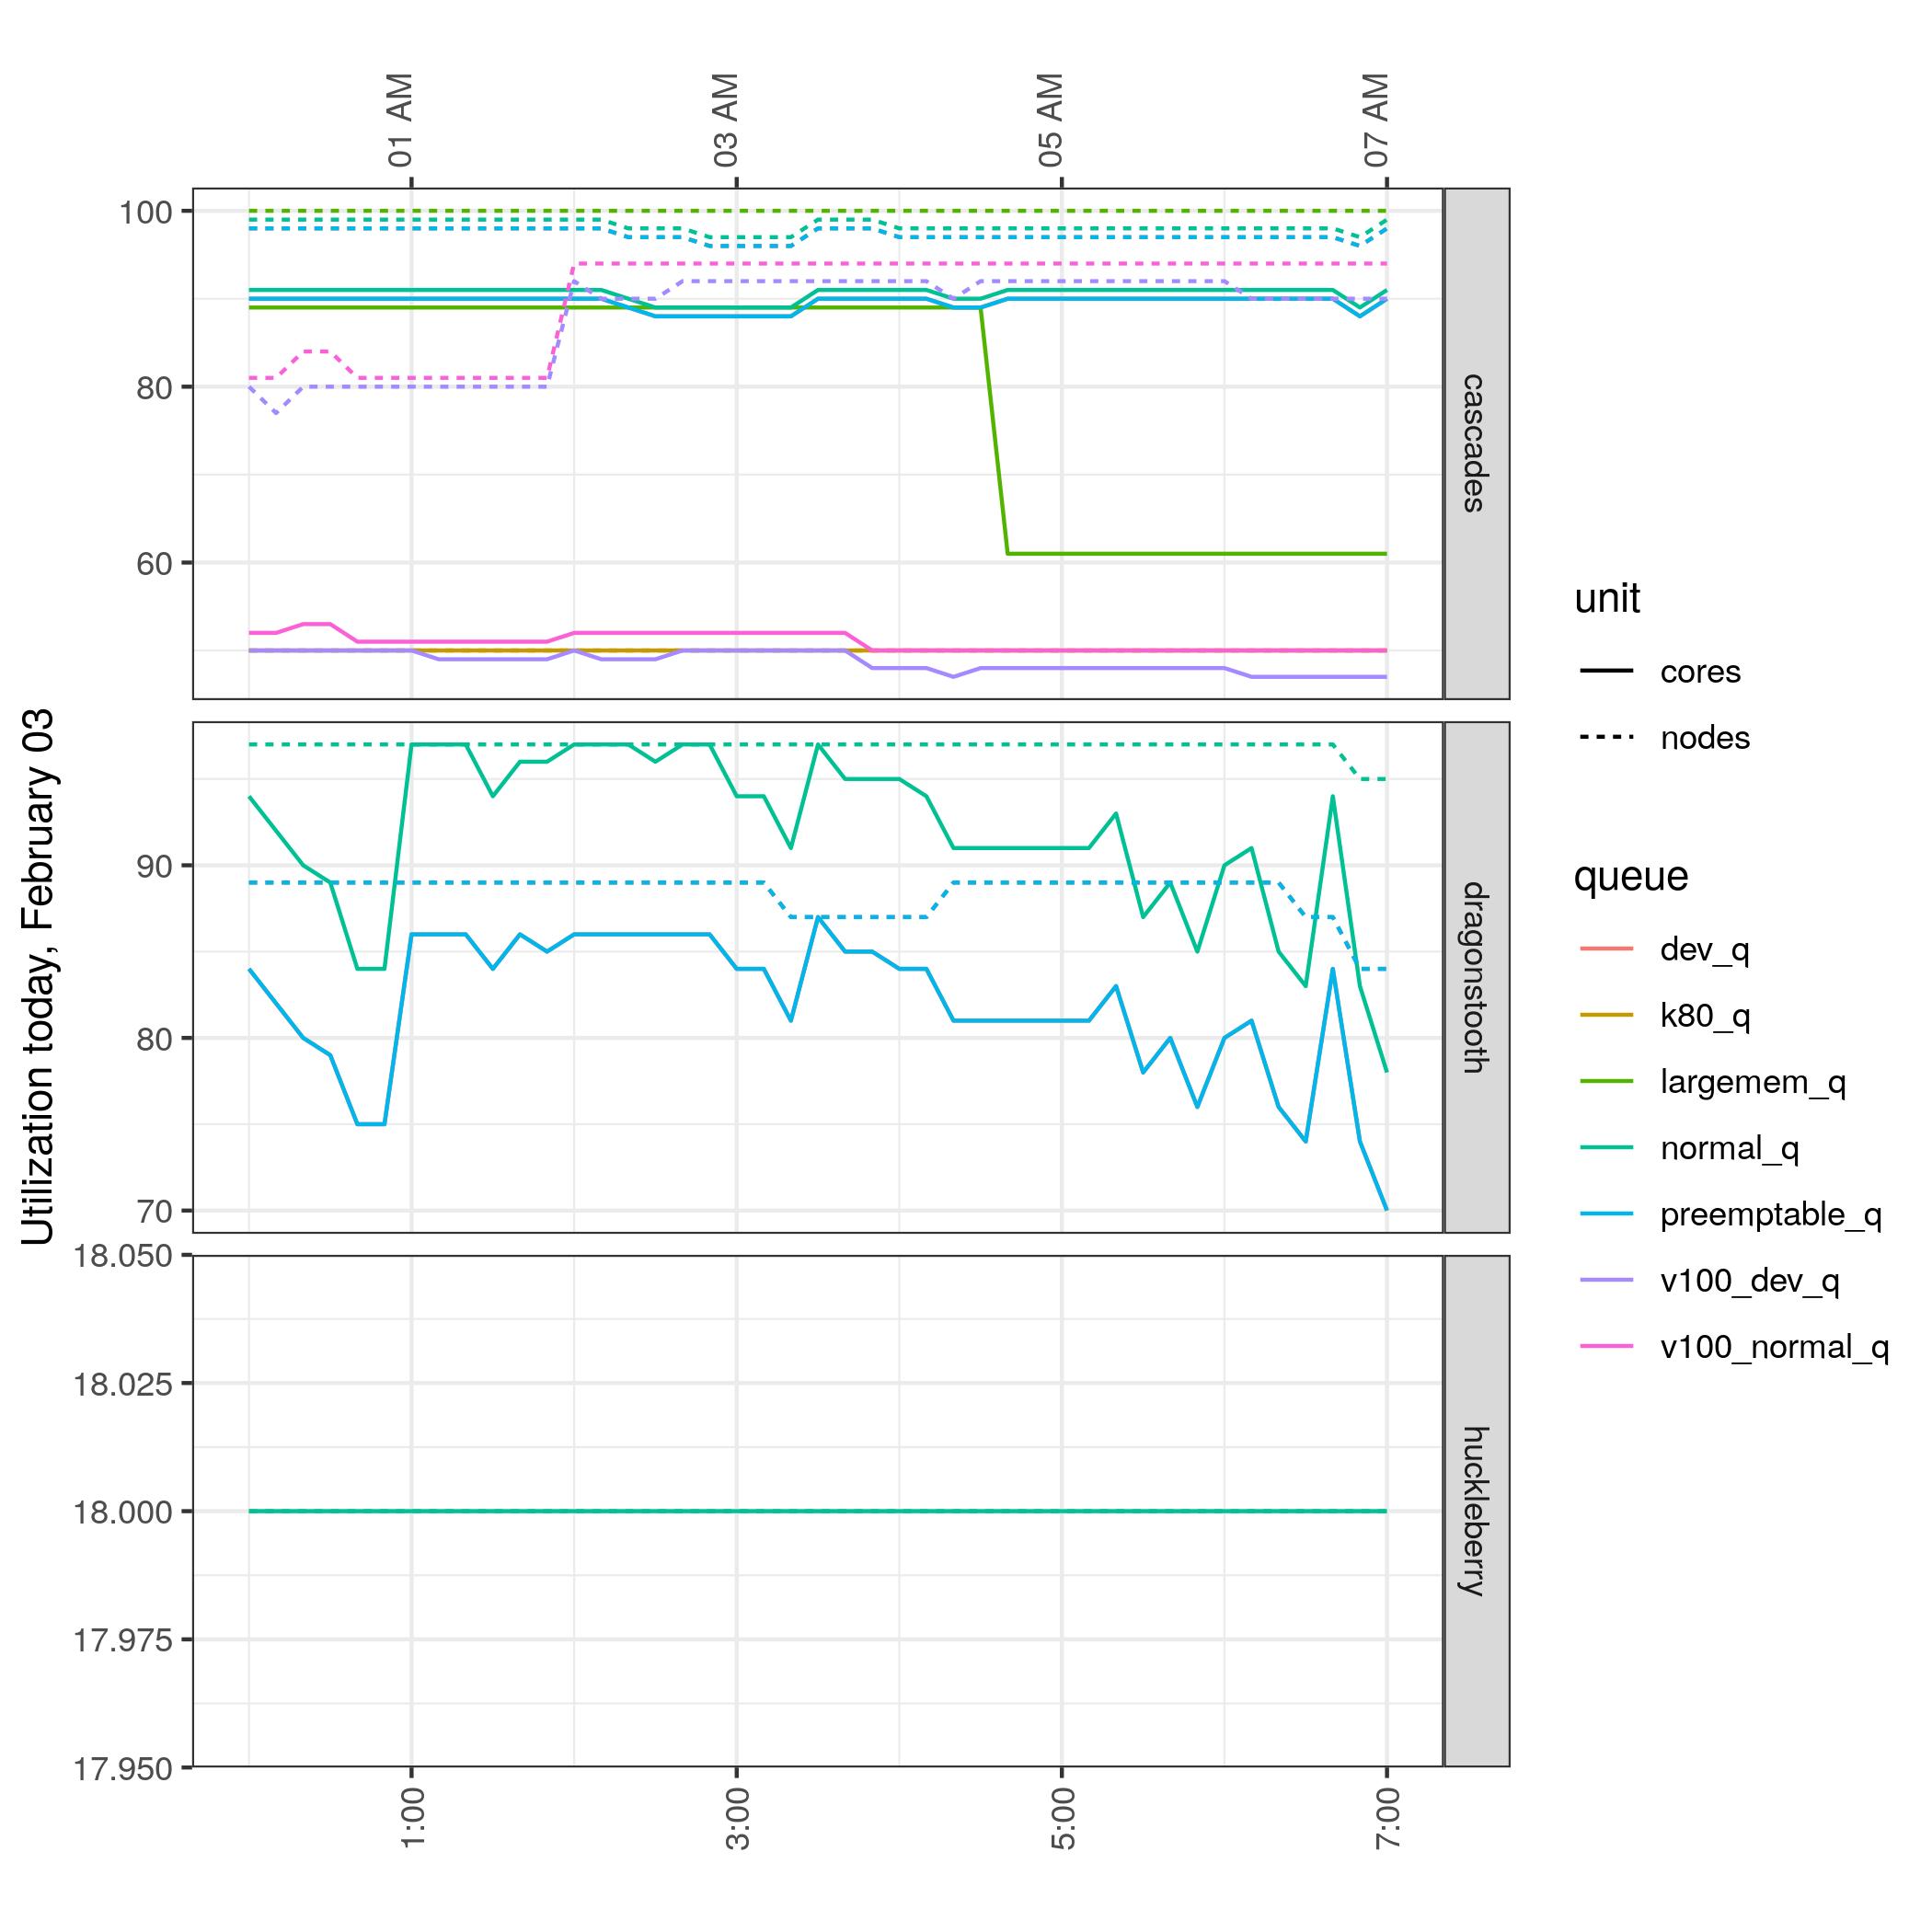 01 AM
03 AM
05 AM
07 AM
Utilization today, February 03
100
80
60
cascades
90
80
70
dragonstooth
18.050
18.025
18.000
17.975
17.950
huckleberry
1:00
3:00
5:00
7:00
unit
cores
nodes
queue
dev_q
k80_q
largemem_q
normal_q
preemptable_q
v100_dev_q
v100_normal_q